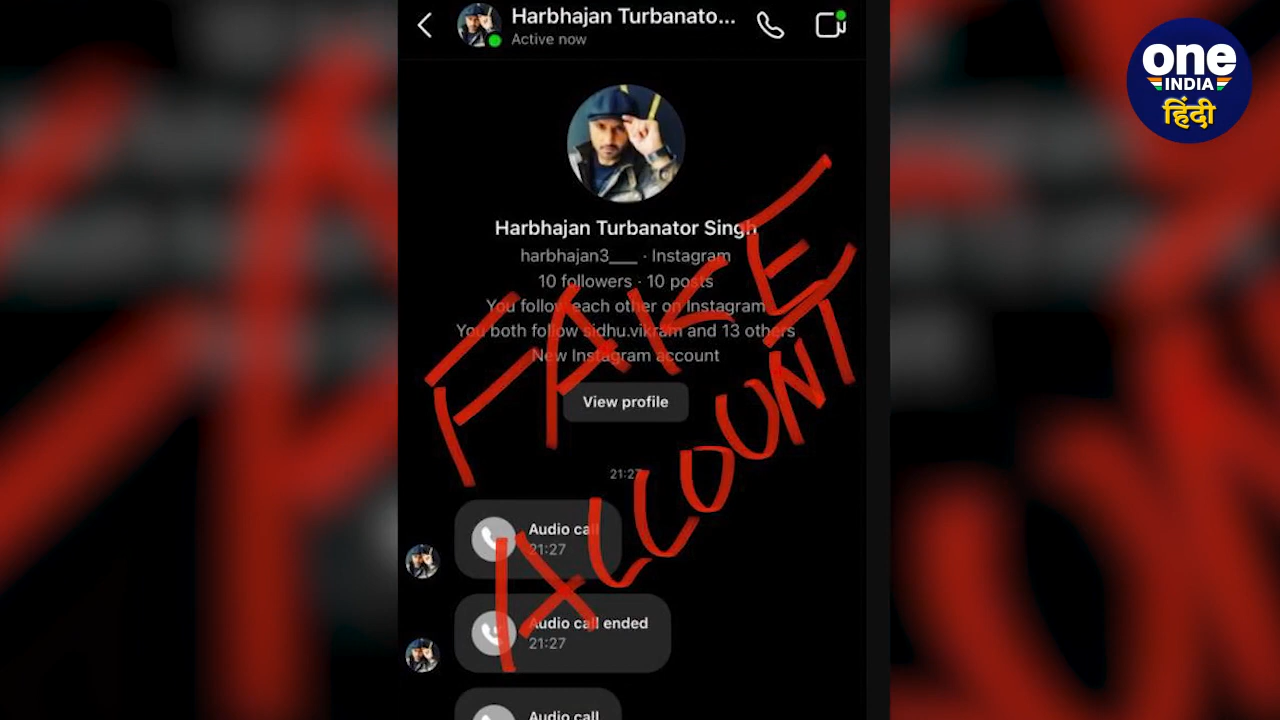 Harbhajan Turbanato...
Active now
one
INDIA
हिंदी
Harbhajan Turbanator Singh
harbhajan3___ · Instagram
10 followers · 10 posts
You follow each other on Instagram
You both follow sidhu.vikram and 13 others
New Instagram account
View profile
FAKE
ACCOUNT
21:27
Audio call
21:27
Audio call ended
21:27
Audio call